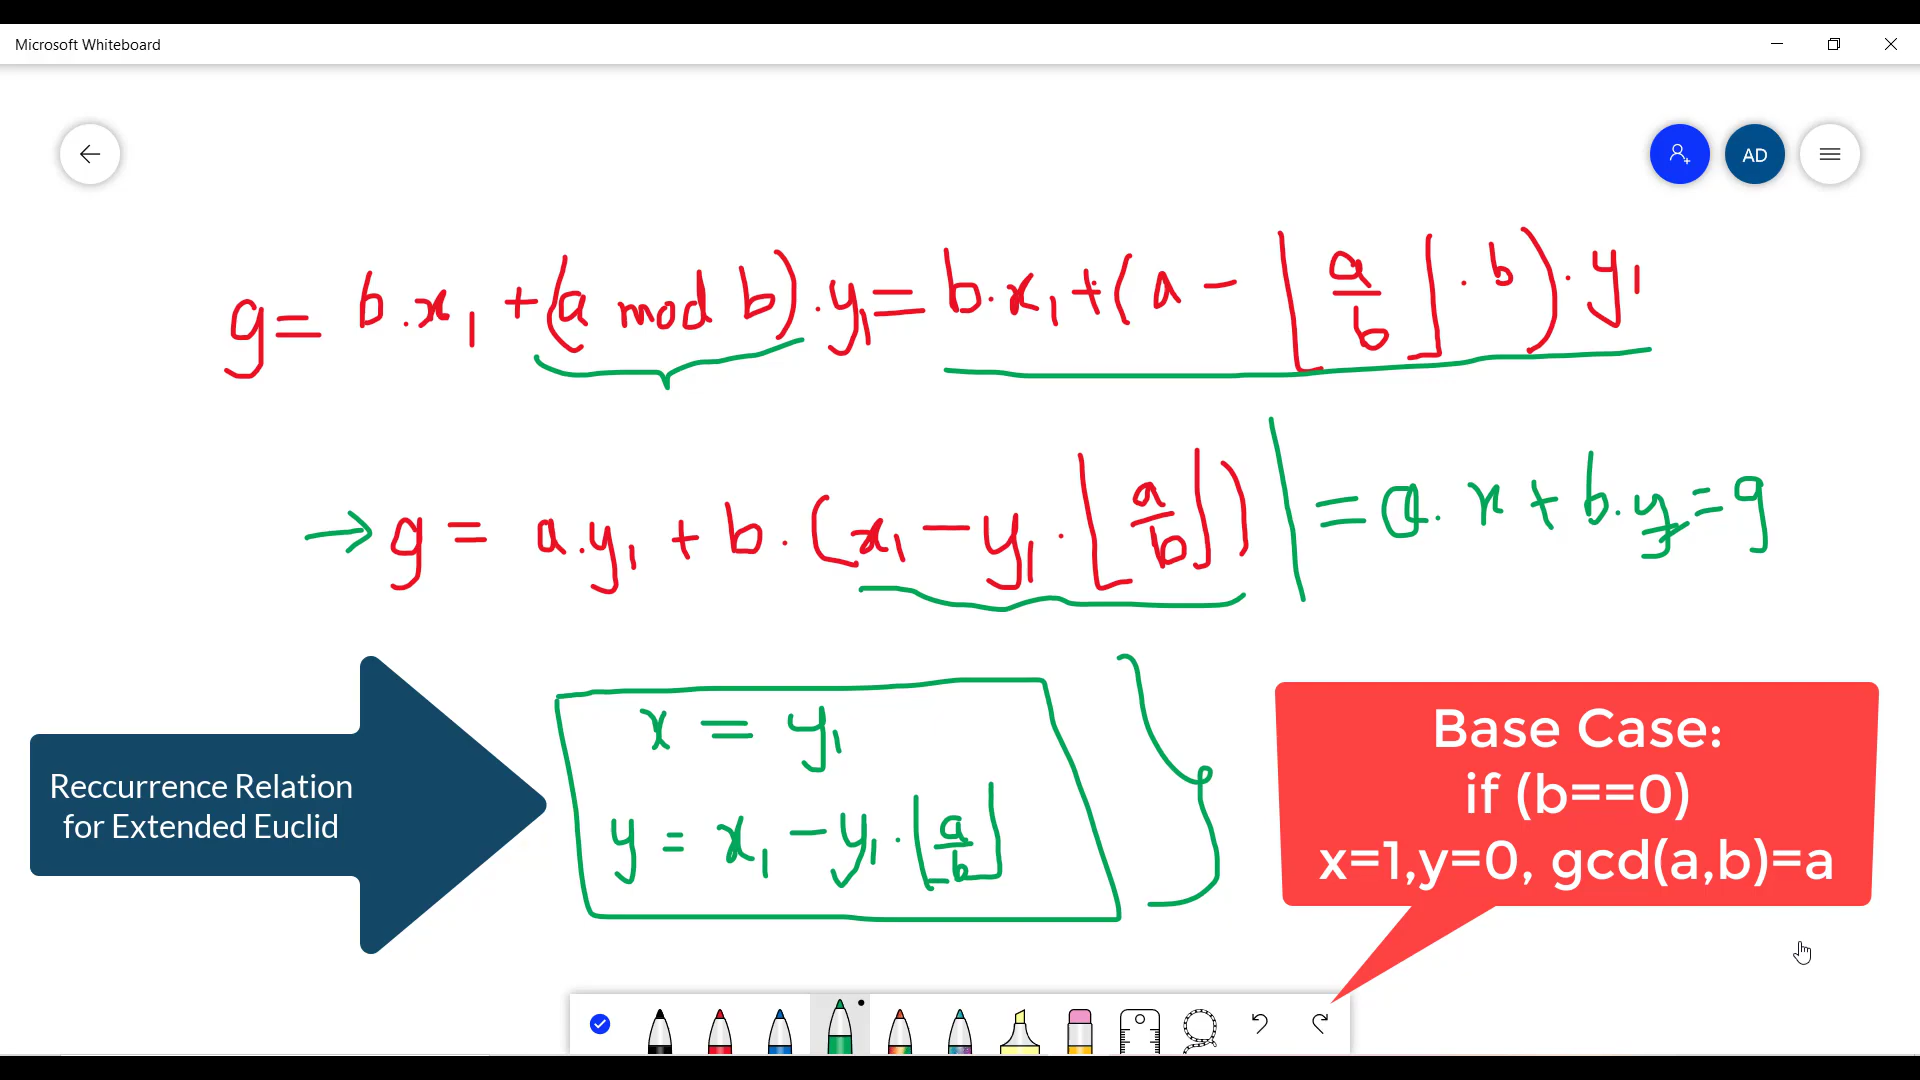 Microsoft Whiteboard
AD
g = b.x₁ + (a mod b).y₁ = b.x₁ + (a - ⌊a/b⌋.b).y₁
→ g = a.y₁ + b.(x₁ - y₁.⌊a/b⌋) | = a.x + b.y = g
Reccurrence Relation
for Extended Euclid
x = y₁
y = x₁ - y₁.⌊a/b⌋
Base Case:
if (b==0)
x=1,y=0, gcd(a,b)=a